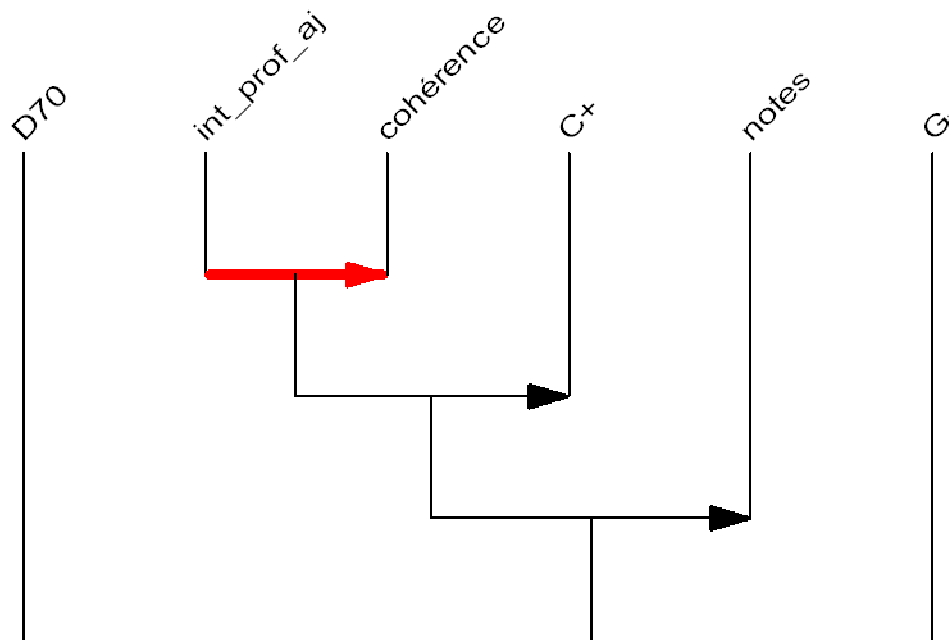 D70
int_prof_aj
cohérence
C+
notes
G